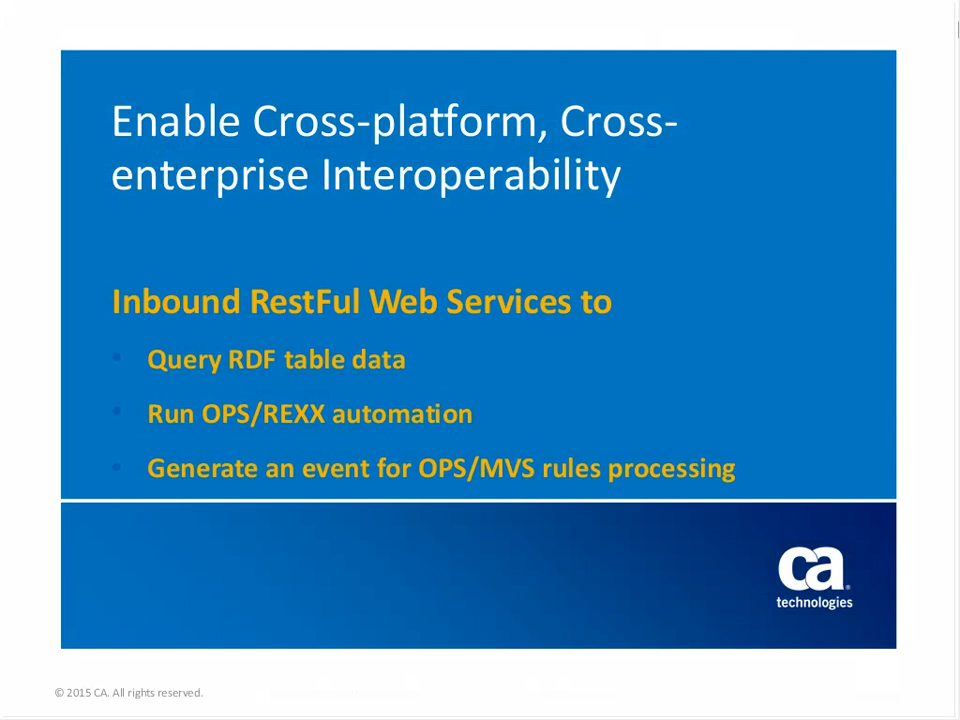 Enable Cross-platform, Cross-
enterprise Interoperability
Inbound RestFul Web Services to
Query RDF table data
Run OPS/REXX automation
Generate an event for OPS/MVS rules processing
ca
technologies
© 2015 CA. All rights reserved.